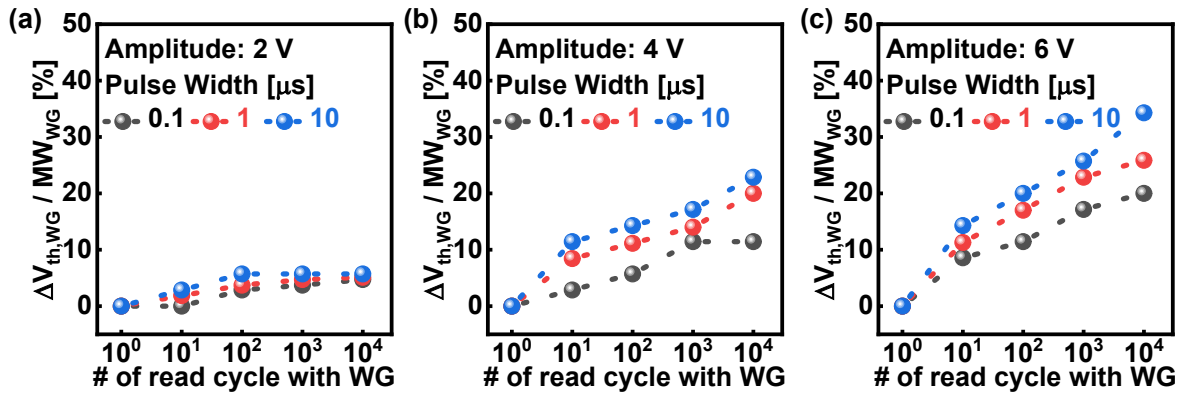 (a)
Amplitude: 2 V
Pulse Width [μs]
0.1 1 10
50
40
30
20
10
0
ΔV_th,WG / MW_WG [%]
10^0 10^1 10^2 10^3 10^4
# of read cycle with WG
(b)
Amplitude: 4 V
Pulse Width [μs]
0.1 1 10
50
40
30
20
10
0
ΔV_th,WG / MW_WG [%]
10^0 10^1 10^2 10^3 10^4
# of read cycle with WG
(c)
Amplitude: 6 V
Pulse Width [μs]
0.1 1 10
50
40
30
20
10
0
ΔV_th,WG / MW_WG [%]
10^0 10^1 10^2 10^3 10^4
# of read cycle with WG